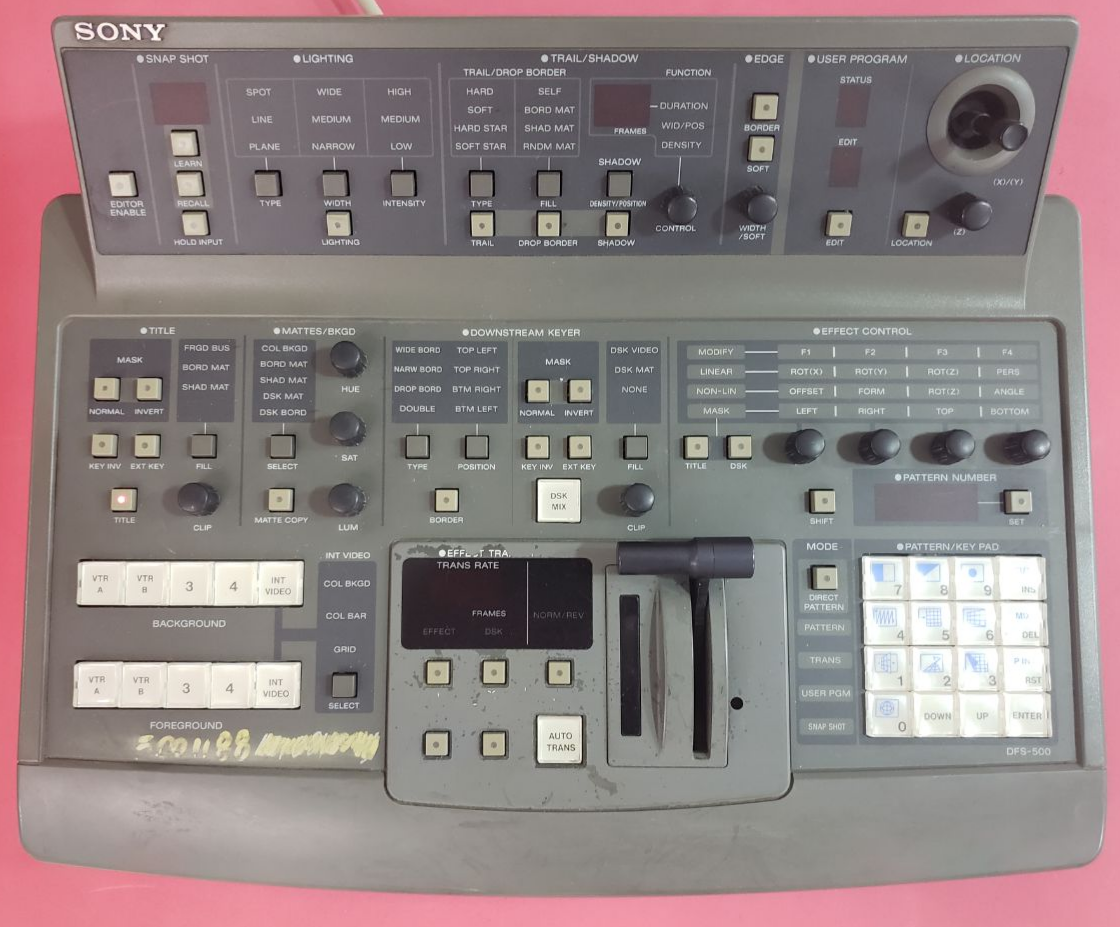 SONY
SNAP SHOT
LEARN
RECALL
HOLD INPUT
EDITOR
ENABLE
LIGHTING
SPOT WIDE HIGH
LINE MEDIUM MEDIUM
PLANE NARROW LOW
TYPE WIDTH INTENSITY
LIGHTING
TRAIL/SHADOW
TRAIL/DROP BORDER FUNCTION
HARD SELF
SOFT BORD MAT
HARD STAR SHAD MAT
SOFT STAR RNDM MAT
DURATION
WID/POS
DENSITY
FRAMES
SHADOW
TYPE FILL DENSITY/POSITION
TRAIL DROP BORDER SHADOW
CONTROL
EDGE
BORDER
SOFT
WIDTH
/SOFT
USER PROGRAM
STATUS
EDIT
EDIT
LOCATION
(X)/(Y)
(Z)
LOCATION
TITLE
MASK
NORMAL INVERT
KEY INV EXT KEY
FRGD BUS
BORD MAT
SHAD MAT
FILL
TITLE
CLIP
MATTES/BKGD
COL BKGD
BORD MAT
SHAD MAT
DSK MAT
DSK BORD
SELECT
MATTE COPY
HUE
SAT
LUM
DOWNSTREAM KEYER
WIDE BORD TOP LEFT
NARW BORD TOP RIGHT
DROP BORD BTM RIGHT
DOUBLE BTM LEFT
TYPE POSITION
BORDER
MASK
NORMAL INVERT
KEY INV EXT KEY
DSK
MIX
DSK VIDEO
DSK MAT
NONE
FILL
CLIP
EFFECT CONTROL
MODIFY F1 F2 F3 F4
LINEAR ROT(X) ROT(Y) ROT(Z) PERS
NON-LIN OFFSET FORM ROT(Z) ANGLE
MASK LEFT RIGHT TOP BOTTOM
TITLE DSK
SHIFT
PATTERN NUMBER
SET
VTR A VTR B 3 4 INT VIDEO
BACKGROUND
VTR A VTR B 3 4 INT VIDEO
FOREGROUND
INT VIDEO
COL BKGD
COL BAR
GRID
SELECT
TRANS RATE
FRAMES
EFFECT DSK NORM/REV
AUTO
TRANS
MODE
DIRECT
PATTERN
PATTERN
TRANS
USER PGM
SNAP SHOT
PATTERN/KEY PAD
7 8 9 INS
4 5 6 DEL
1 2 3 RST
0 DOWN UP ENTER
DFS-500